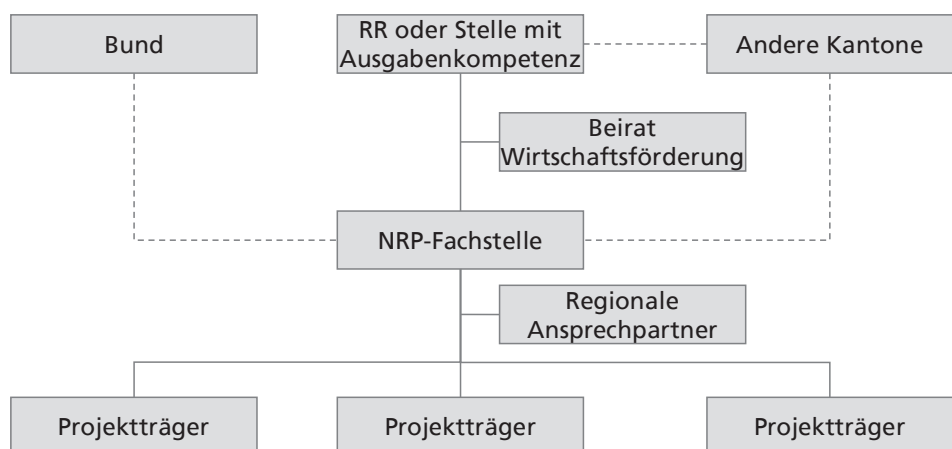 Bund
RR oder Stelle mit
Ausgabenkompetenz
Andere Kantone
Beirat
Wirtschaftsförderung
NRP-Fachstelle
Regionale
Ansprechpartner
Projektträger
Projektträger
Projektträger